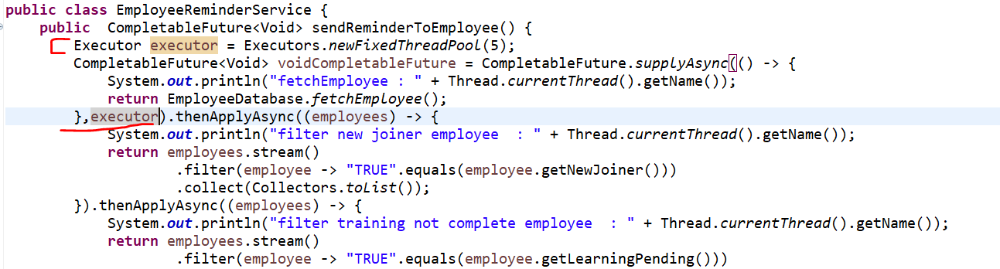 public class EmployeeReminderService {
    public  CompletableFuture<Void> sendReminderToEmployee() {
        Executor executor = Executors.newFixedThreadPool(5);
        CompletableFuture<Void> voidCompletableFuture = CompletableFuture.supplyAsync(() -> {
            System.out.println("fetchEmployee : " + Thread.currentThread().getName());
            return EmployeeDatabase.fetchEmployee();
        },executor).thenApplyAsync((employees) -> {
            System.out.println("filter new joiner employee  : " + Thread.currentThread().getName());
            return employees.stream()
                    .filter(employee -> "TRUE".equals(employee.getNewJoiner()))
                    .collect(Collectors.toList());
        }).thenApplyAsync((employees) -> {
            System.out.println("filter training not complete employee  : " + Thread.currentThread().getName());
            return employees.stream()
                    .filter(employee -> "TRUE".equals(employee.getLearningPending()))